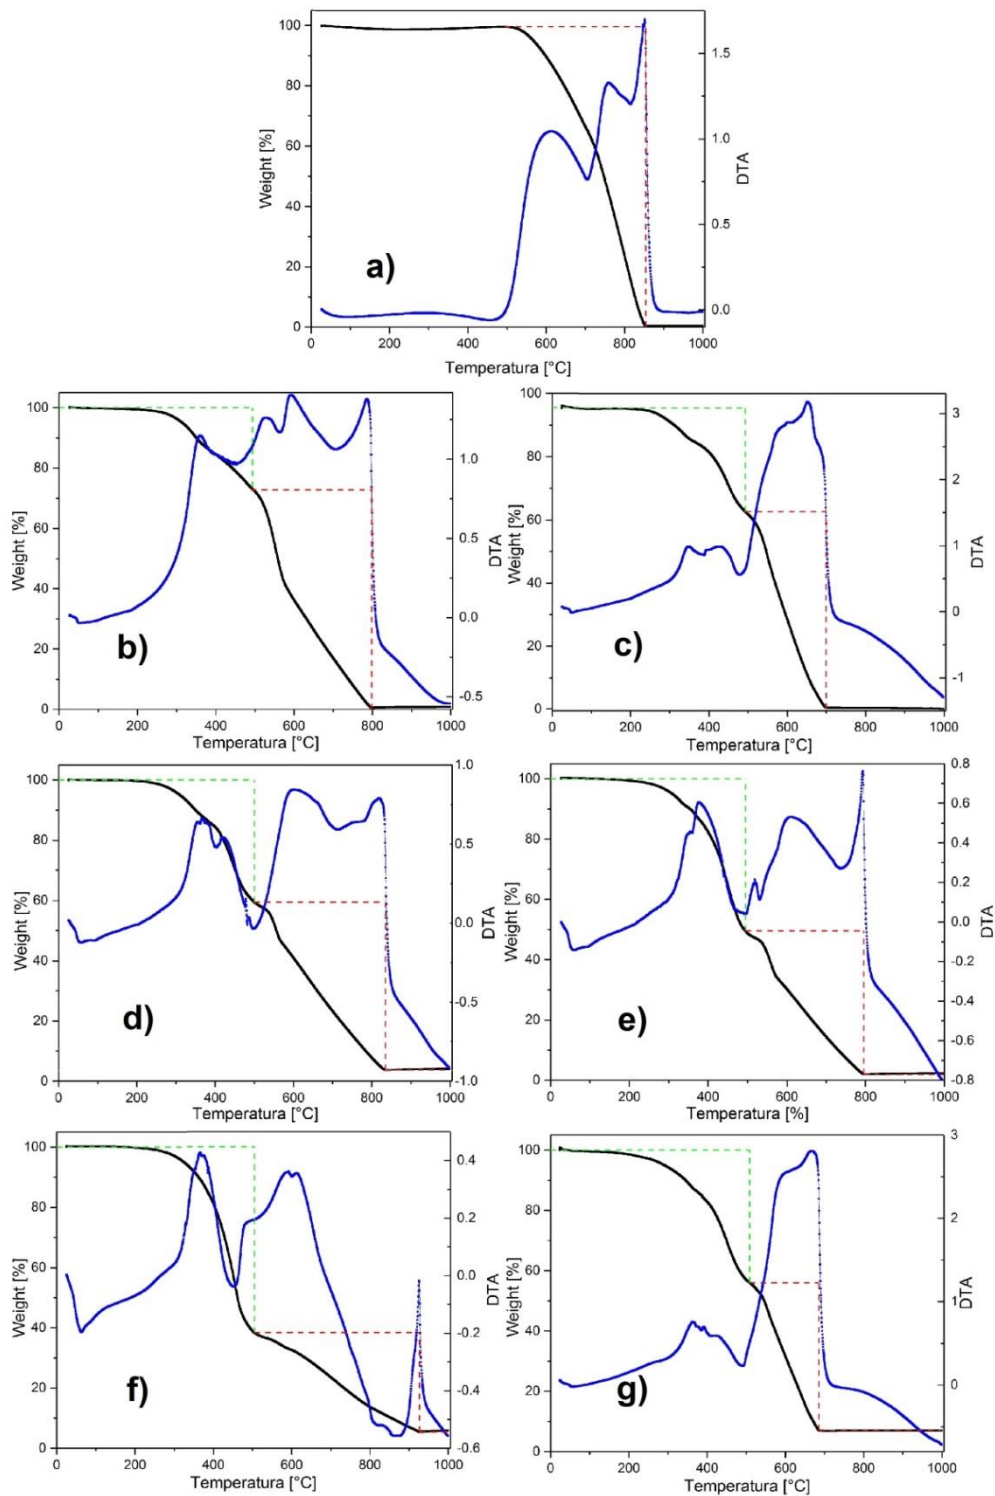 100
80
60
40
20
0
Weight [%]
1.5
1.0
0.5
0.0
DTA
a)
0 200 400 600 800 1000
Temperatura [°C]
100
80
60
40
20
0
Weight [%]
1.0
0.5
0.0
-0.5
DTA
b)
0 200 400 600 800 1000
Temperatura [°C]
100
80
60
40
20
0
Weight [%]
3
2
1
0
-1
DTA
c)
0 200 400 600 800 1000
Temperatura [°C]
100
80
60
40
20
0
Weight [%]
1.0
0.5
0.0
-0.5
-1.0
DTA
d)
0 200 400 600 800 1000
Temperatura [°C]
100
80
60
40
20
0
Weight [%]
0.8
0.6
0.4
0.2
0.0
-0.2
-0.4
-0.6
-0.8
DTA
e)
0 200 400 600 800 1000
Temperatura [%]
100
80
60
40
20
0
Weight [%]
0.4
0.2
0.0
-0.2
-0.4
-0.6
DTA
f)
0 200 400 600 800 1000
Temperatura [°C]
100
80
60
40
20
0
Weight [%]
3
2
1
0
DTA
g)
0 200 400 600 800 1000
Temperatura [°C]